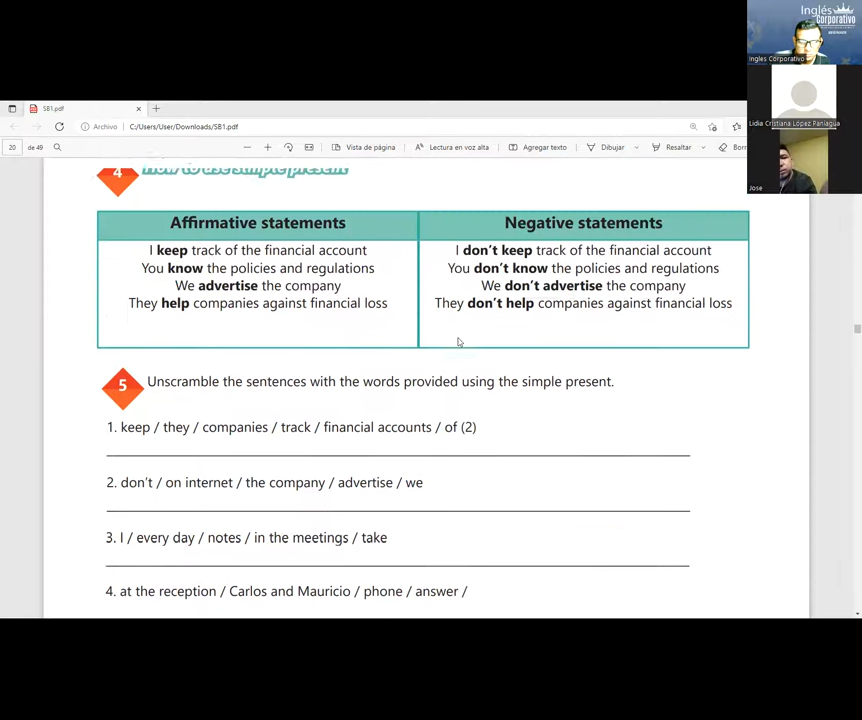 Inglés
Corporativo
Ingles Corporativo
Lidia Cristiana López Paniagua
Jose
SB1.pdf
Archivo C:/Users/User/Downloads/SB1.pdf
20 de 49 Vista de página Lectura en voz alta Agregar texto Dibujar Resaltar Borr
4 How to use simple present
Affirmative statements Negative statements
I keep track of the financial account I don't keep track of the financial account
You know the policies and regulations You don't know the policies and regulations
We advertise the company We don't advertise the company
They help companies against financial loss They don't help companies against financial loss
5 Unscramble the sentences with the words provided using the simple present.
1. keep / they / companies / track / financial accounts / of (2)
2. don't / on internet / the company / advertise / we
3. I / every day / notes / in the meetings / take
4. at the reception / Carlos and Mauricio / phone / answer /